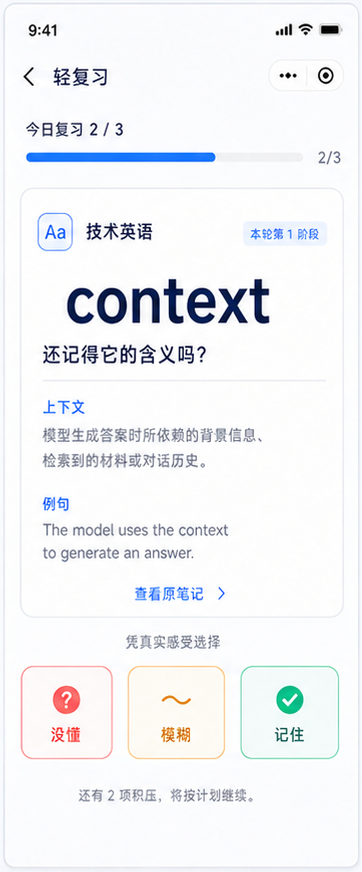 9:41
轻复习
今日复习 2 / 3
2/3
Aa 技术英语
本轮第 1 阶段
context
还记得它的含义吗？
上下文
模型生成答案时所依赖的背景信息、
检索到的材料或对话历史。
例句
The model uses the context
to generate an answer.
查看原笔记
凭真实感受选择
没懂
模糊
记住
还有 2 项积压，将按计划继续。